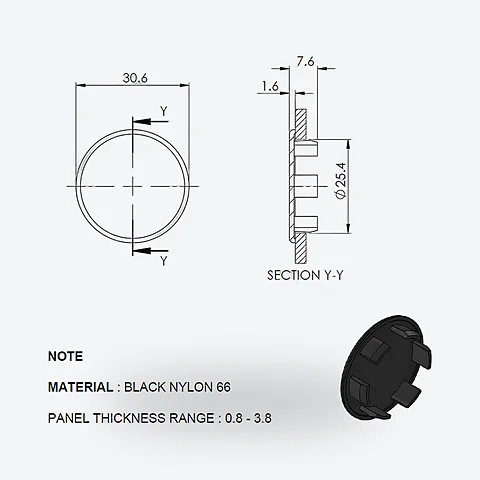 7.6
30.6
1.6
Y
Ø25.4
Y
SECTION Y-Y
NOTE
MATERIAL : BLACK NYLON 66
PANEL THICKNESS RANGE : 0.8 - 3.8